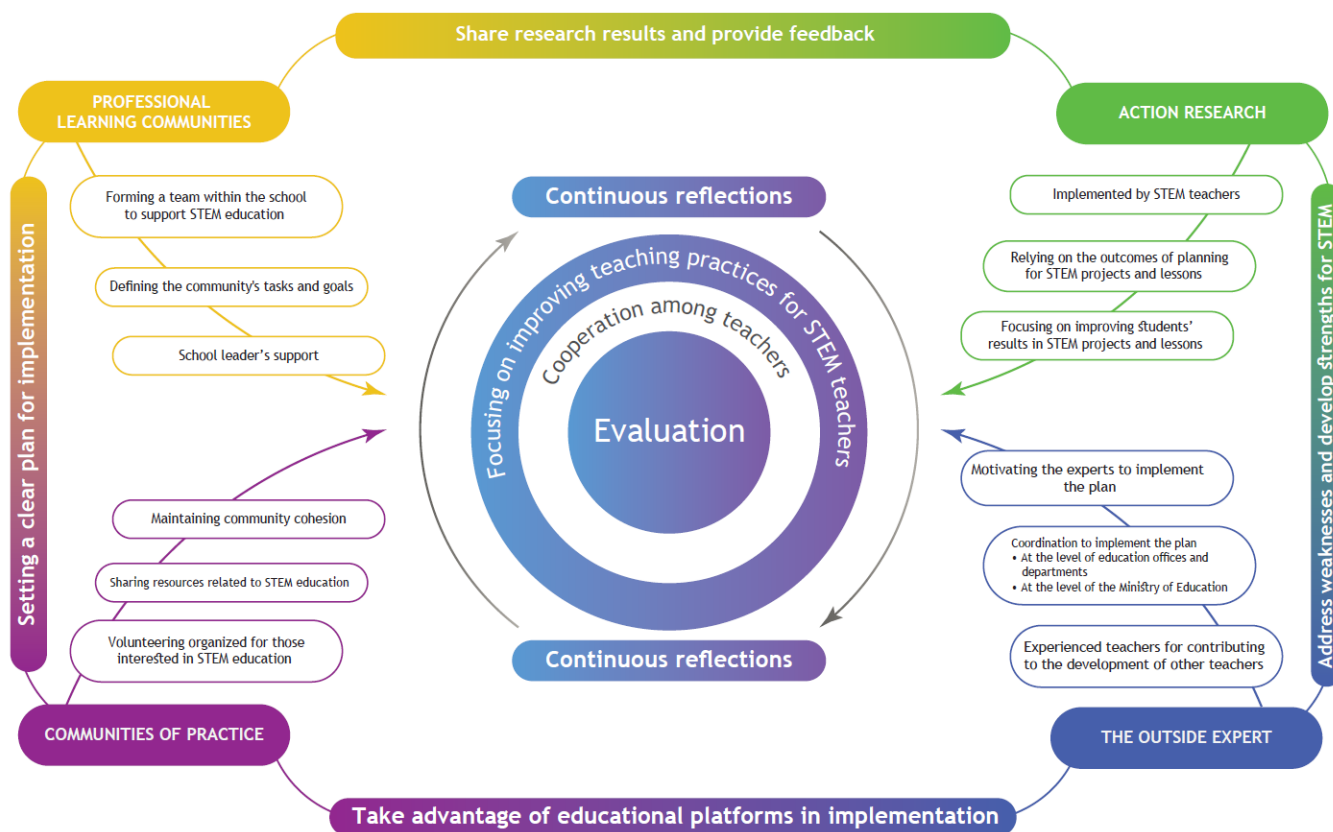 Share research results and provide feedback
PROFESSIONAL
LEARNING COMMUNITIES
Forming a team within the school
to support STEM education
Defining the community's tasks and goals
School leader's support
Setting a clear plan for implementation
Maintaining community cohesion
Sharing resources related to STEM education
Volunteering organized for those
interested in STEM education
COMMUNITIES OF PRACTICE
Continuous reflections
Focusing on improving teaching practices for STEM teachers
Cooperation among teachers
Evaluation
Continuous reflections
ACTION RESEARCH
Implemented by STEM teachers
Relying on the outcomes of planning
for STEM projects and lessons
Focusing on improving students'
results in STEM projects and lessons
Address weaknesses and develop strengths for STEM
Motivating the experts to implement
the plan
Coordination to implement the plan
• At the level of education offices and
departments
• At the level of the Ministry of Education
Experienced teachers for contributing
to the development of other teachers
THE OUTSIDE EXPERT
Take advantage of educational platforms in implementation